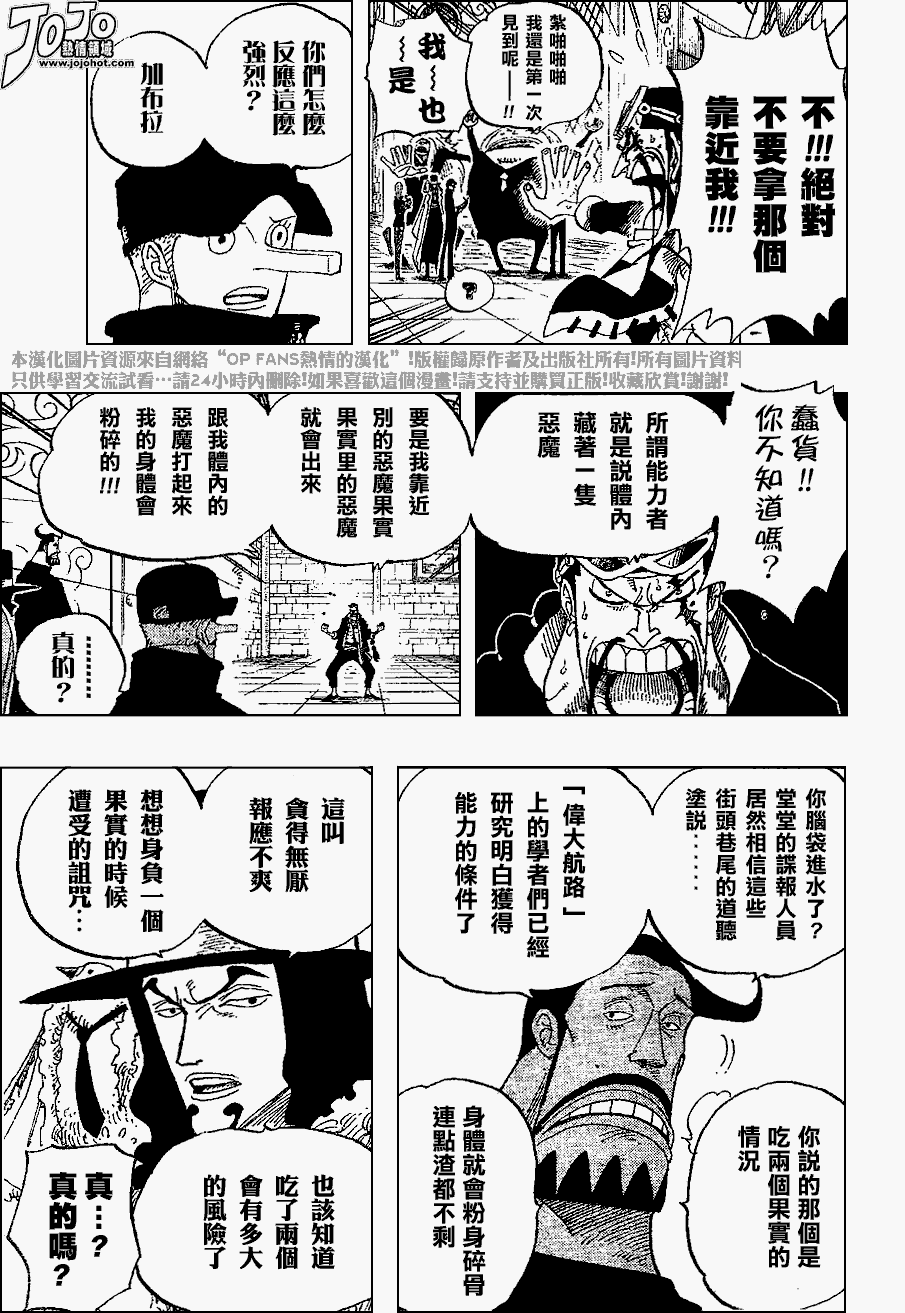 JOJO
熱情領域
www.jojohot.com
不!!!絕對
不要拿那個
靠近我!!!
紮啪啪啪
我還是第一次
見到呢——!!
我~也
~是
?
你們怎麼
反應這麼
強烈?
加布拉
本漢化圖片資源來自網絡“OP FANS熱情的漢化”!版權歸原作者及出版社所有!所有圖片資料
只供學習交流試看…請24小時內刪除!如果喜歡這個漫畫!請支持並購買正版!收藏欣賞!謝謝!
蠢貨!!
你不知道嗎?
所謂能力者
就是説體內
藏著一隻
惡魔
要是我靠近
別的惡魔果實
果實里的惡魔
就會出來
跟我體內的
惡魔打起來
我的身體會
粉碎的!!!
………
真的?
你腦袋進水了?
堂堂的諜報人員
居然相信這些
街頭巷尾的道聽
塗説……
「偉大航路」
上的學者們已經
研究明白獲得
能力的條件了
你説的那個是
吃兩個果實的
情況
身體就會粉身碎骨
連點渣都不剩
這叫
貪得無厭
報應不爽
想想身負一個
果實的時候
遭受的詛咒…
也該知道
吃了兩個
會有多大
的風險了
真…?
真的嗎?